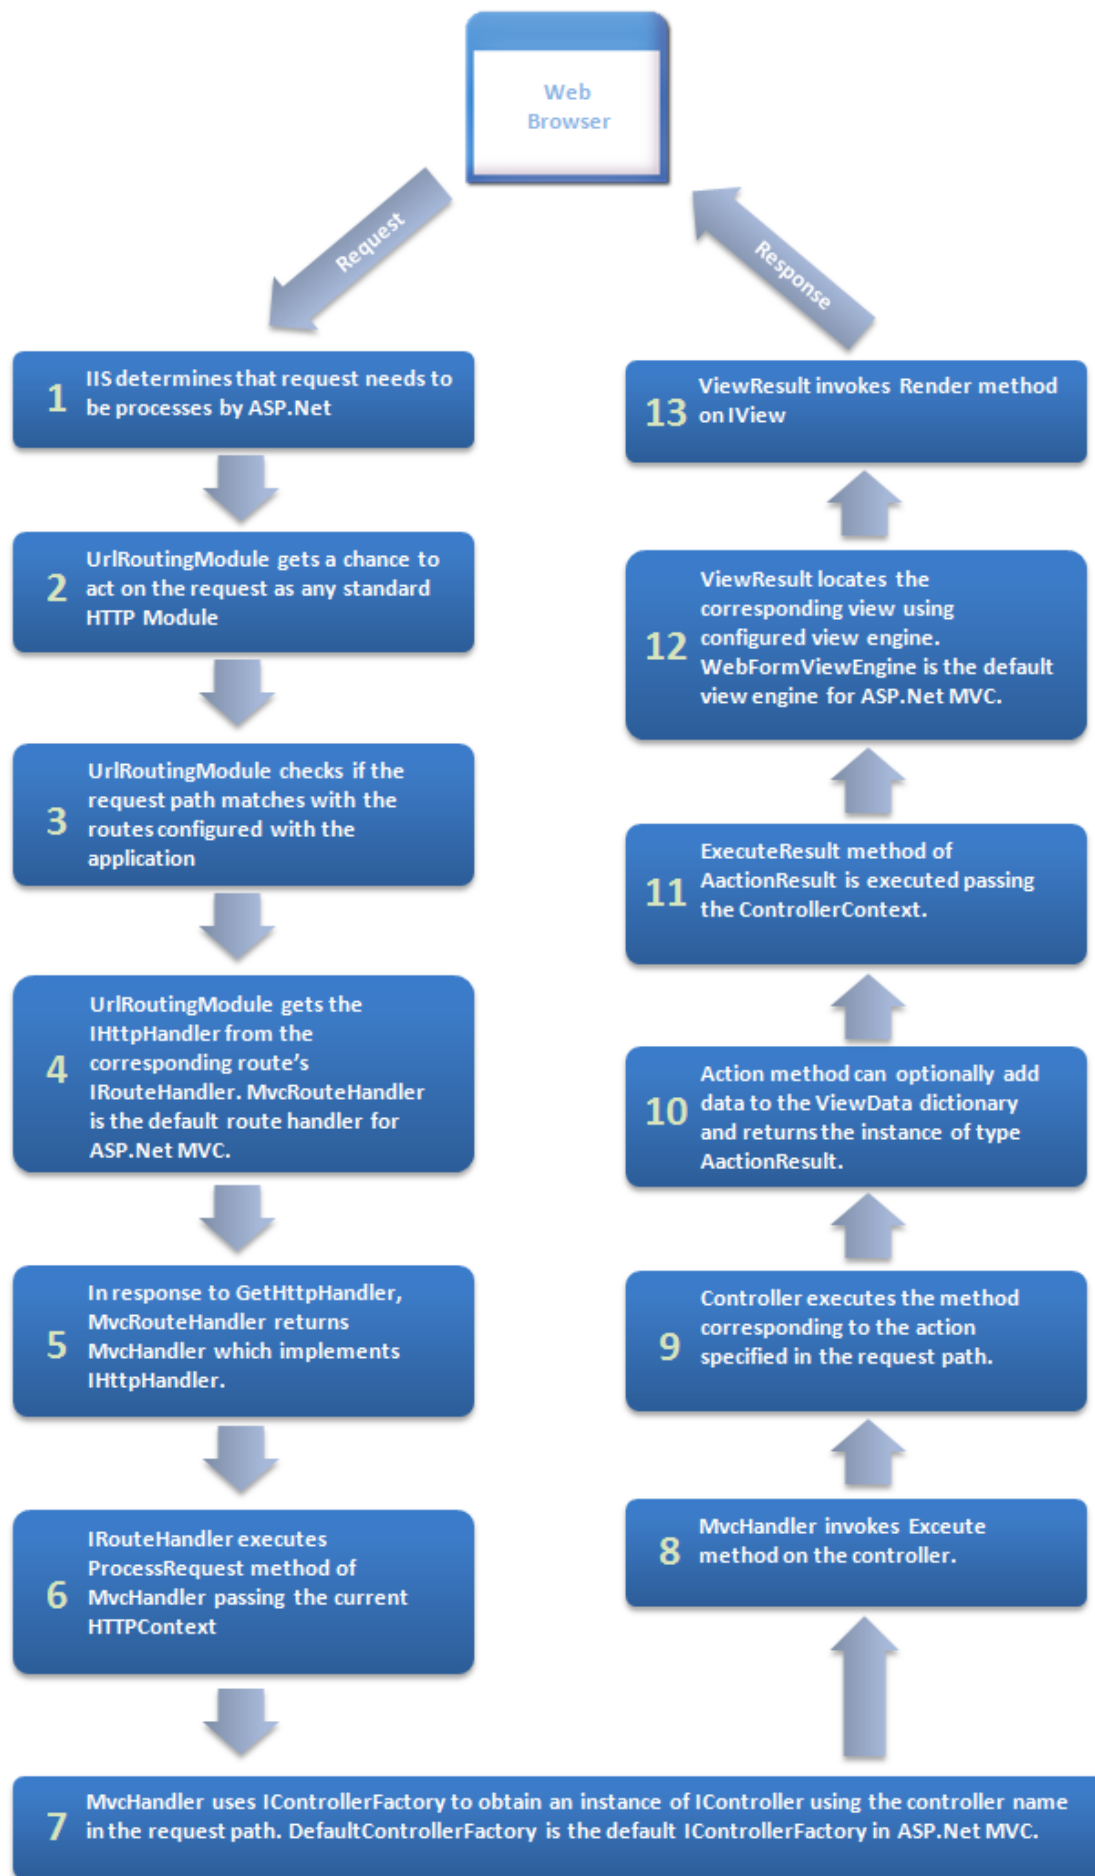 Web
Browser
Request
Response
1
IIS determines that request needs to
be processes by ASP.Net
2
UrlRoutingModule gets a chance to
act on the request as any standard
HTTP Module
3
UrlRoutingModule checks if the
request path matches with the
routes configured with the
application
4
UrlRoutingModule gets the
IHttpHandler from the
corresponding route's
IRouteHandler. MvcRouteHandler
is the default route handler for
ASP.Net MVC.
5
In response to GetHttpHandler,
MvcRouteHandler returns
MvcHandler which implements
IHttpHandler.
6
IRouteHandler executes
ProcessRequest method of
MvcHandler passing the current
HTTPContext
7
MvcHandler uses IControllerFactory to obtain an instance of IController using the controller name
in the request path. DefaultControllerFactory is the default IControllerFactory in ASP.Net MVC.
8
MvcHandler invokes Exceute
method on the controller.
9
Controller executes the method
corresponding to the action
specified in the request path.
10
Action method can optionally add
data to the ViewData dictionary
and returns the instance of type
AactionResult.
11
ExecuteResult method of
AactionResult is executed passing
the ControllerContext.
12
ViewResult locates the
corresponding view using
configured view engine.
WebFormViewEngine is the default
view engine for ASP.Net MVC.
13
ViewResult invokes Render method
on IView